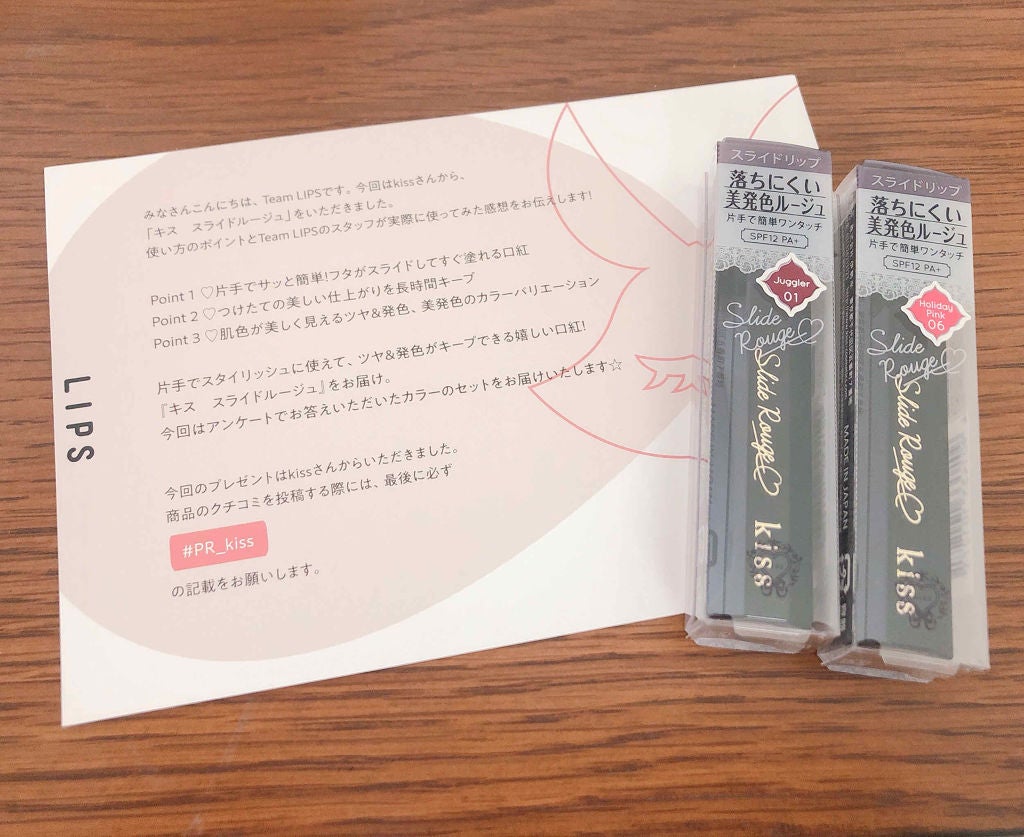 みなさんこんにちは、Team LIPSです。今回はkissさんから、
「キス　スライドルージュ」をいただきました。
使い方のポイントとTeam LIPSのスタッフが実際に使ってみた感想をお伝えします!
Point 1 ♡片手でサッと簡単!フタがスライドしてすぐ塗れる口紅
Point 2 ♡つけたての美しい仕上がりを長時間キープ
Point 3 ♡肌色が美しく見えるツヤ&発色、美発色のカラーバリエーション
片手でスタイリッシュに使えて、ツヤ&発色がキープできる嬉しい口紅!
『キス　スライドルージュ』をお届け。
今回はアンケートでお答えいただいたカラーのセットをお届けいたします☆
今回のプレゼントはkissさんからいただきました。
商品のクチコミを投稿する際には、最後に必ず
#PR_kiss
の記載をお願いします。
LIPS
スライドリップ
落ちにくい
美発色ルージュ
片手で簡単ワンタッチ
SPF12 PA+
Juggler
01
Slide
Rouge
Slide Rouge
kiss
スライドリップ
落ちにくい
美発色ルージュ
片手で簡単ワンタッチ
SPF12 PA+
Holiday
Pink
06
Slide
Rouge
Slide Rouge
kiss
MADE IN JAPAN